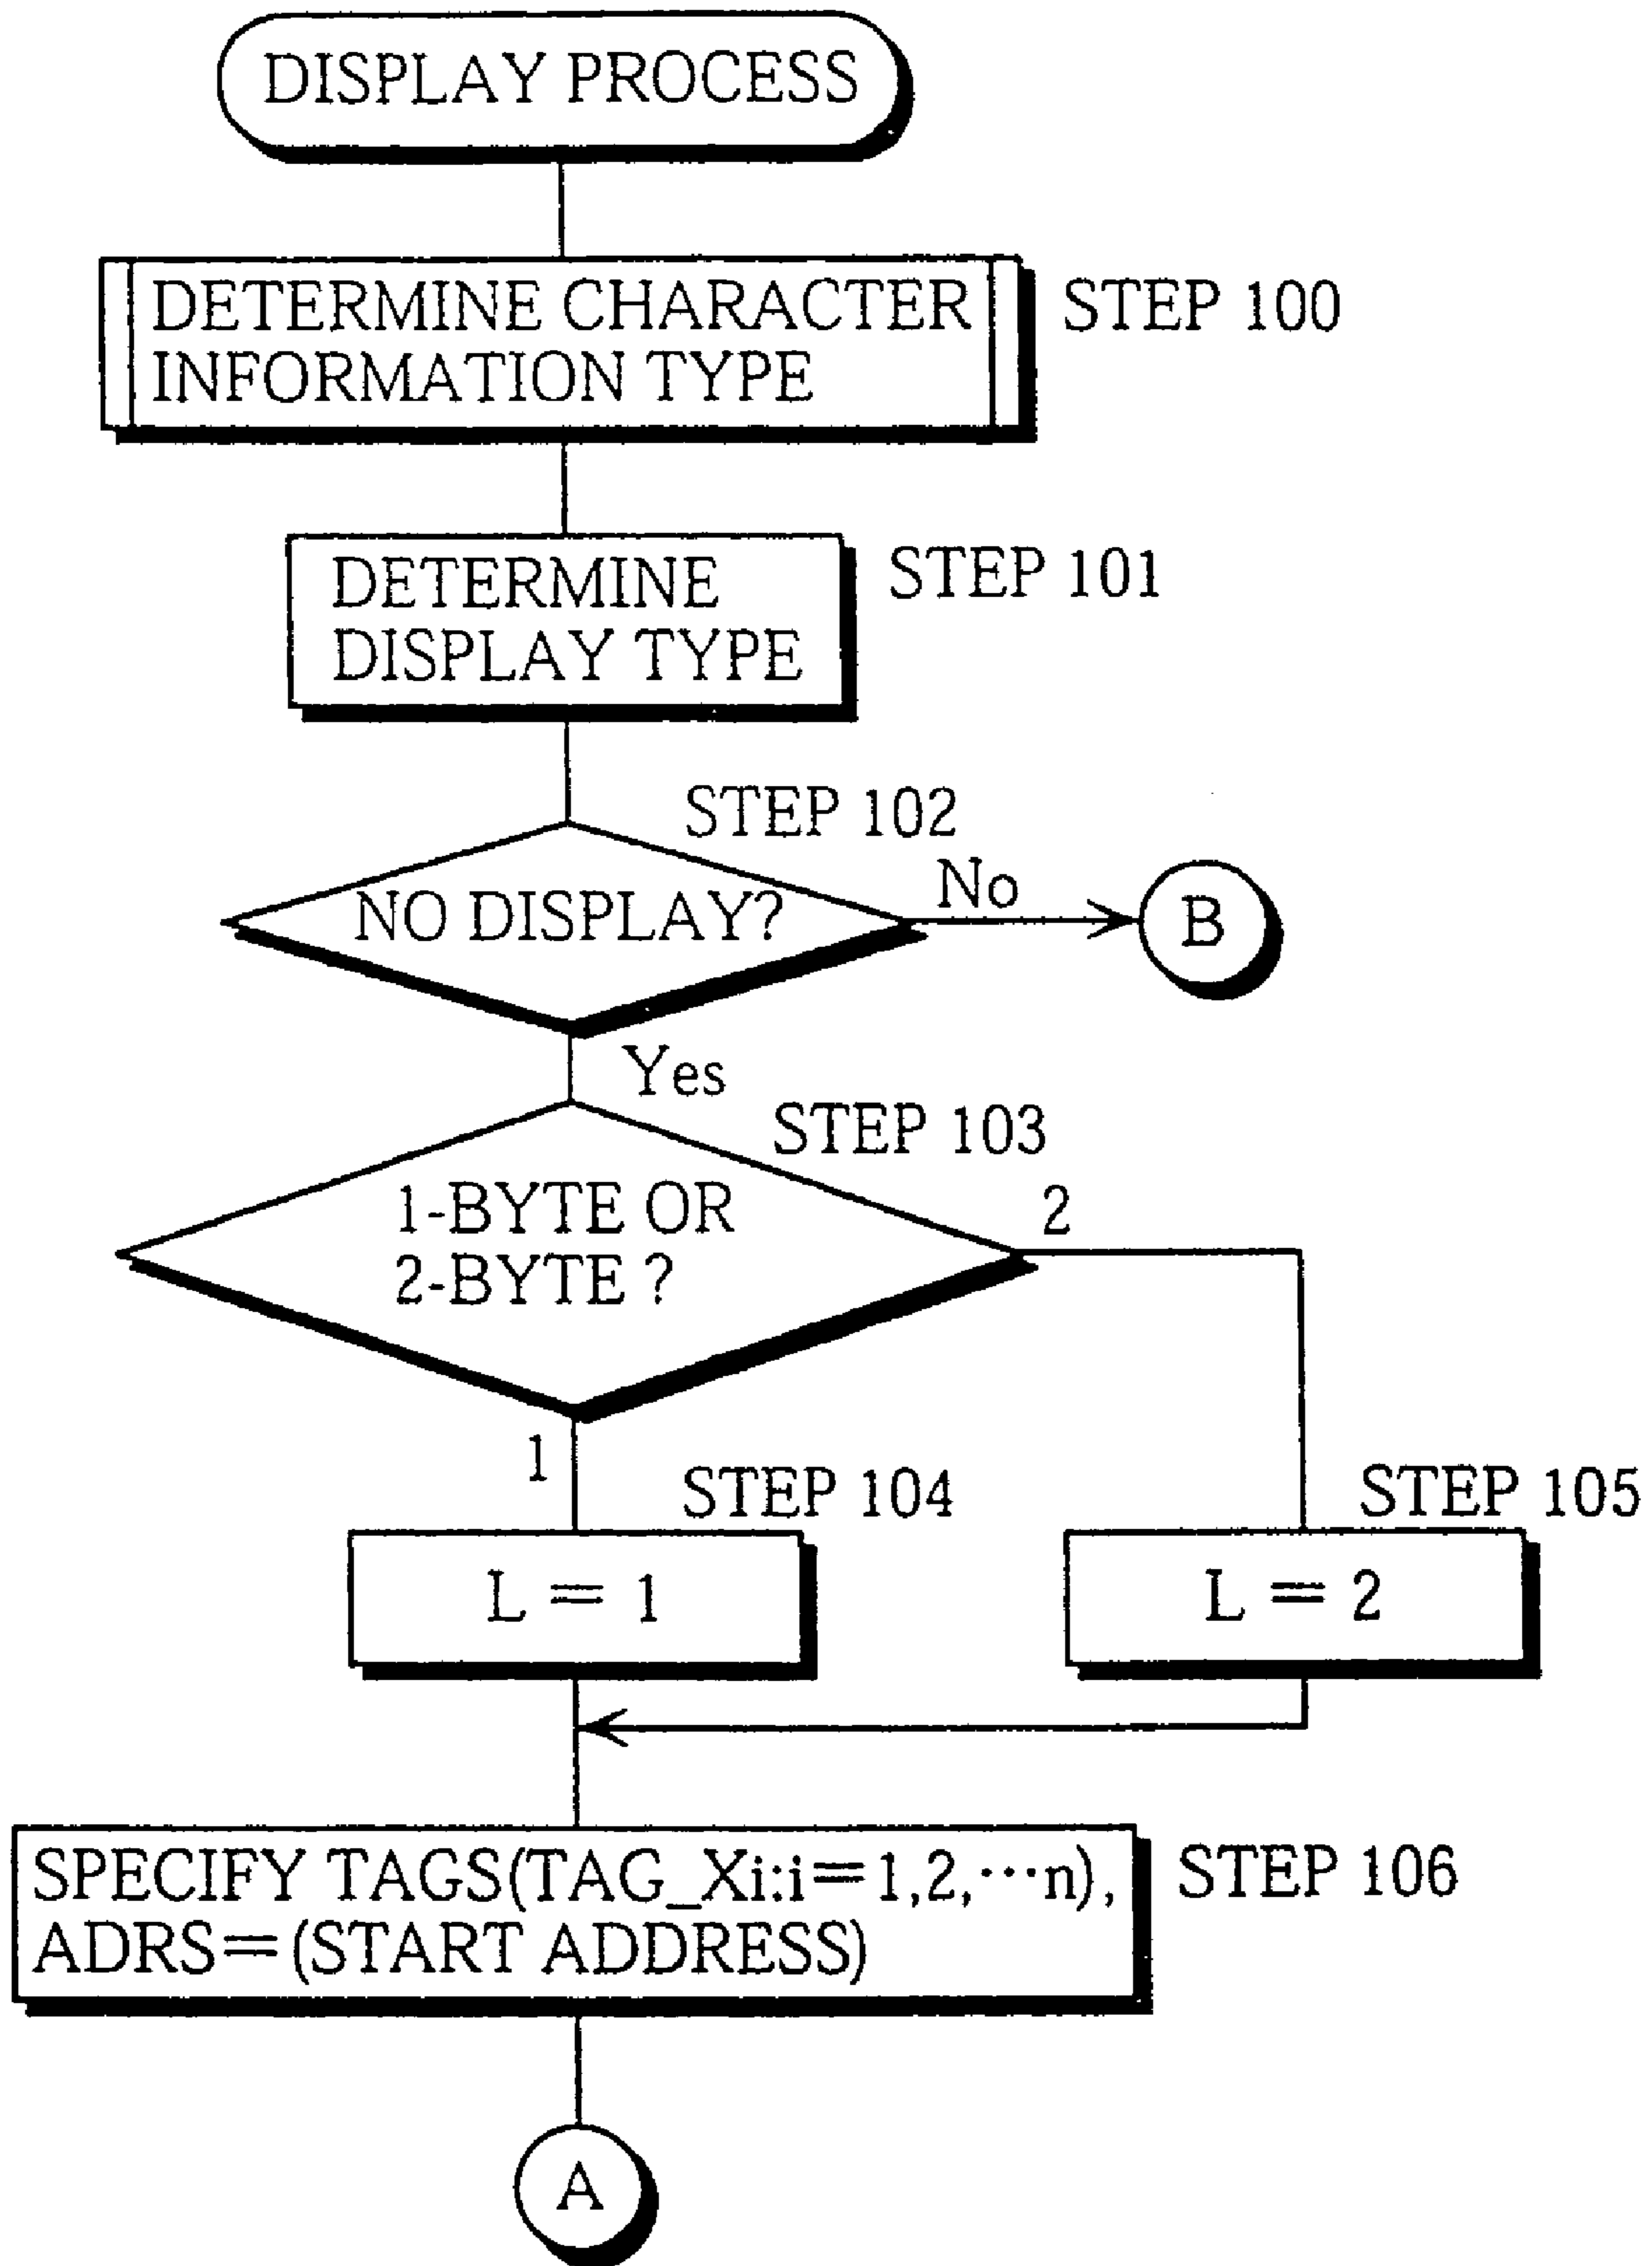 DISPLAY PROCESS
DETERMINE CHARACTER
INFORMATION TYPE
STEP 100
DETERMINE
DISPLAY TYPE
STEP 101
STEP 102
NO DISPLAY?
No
B
Yes
STEP 103
1-BYTE OR
2-BYTE ?
2
1
STEP 104
L = 1
STEP 105
L = 2
SPECIFY TAGS(TAG_Xi:i=1,2,···n),
ADRS=(START ADDRESS)
STEP 106
A